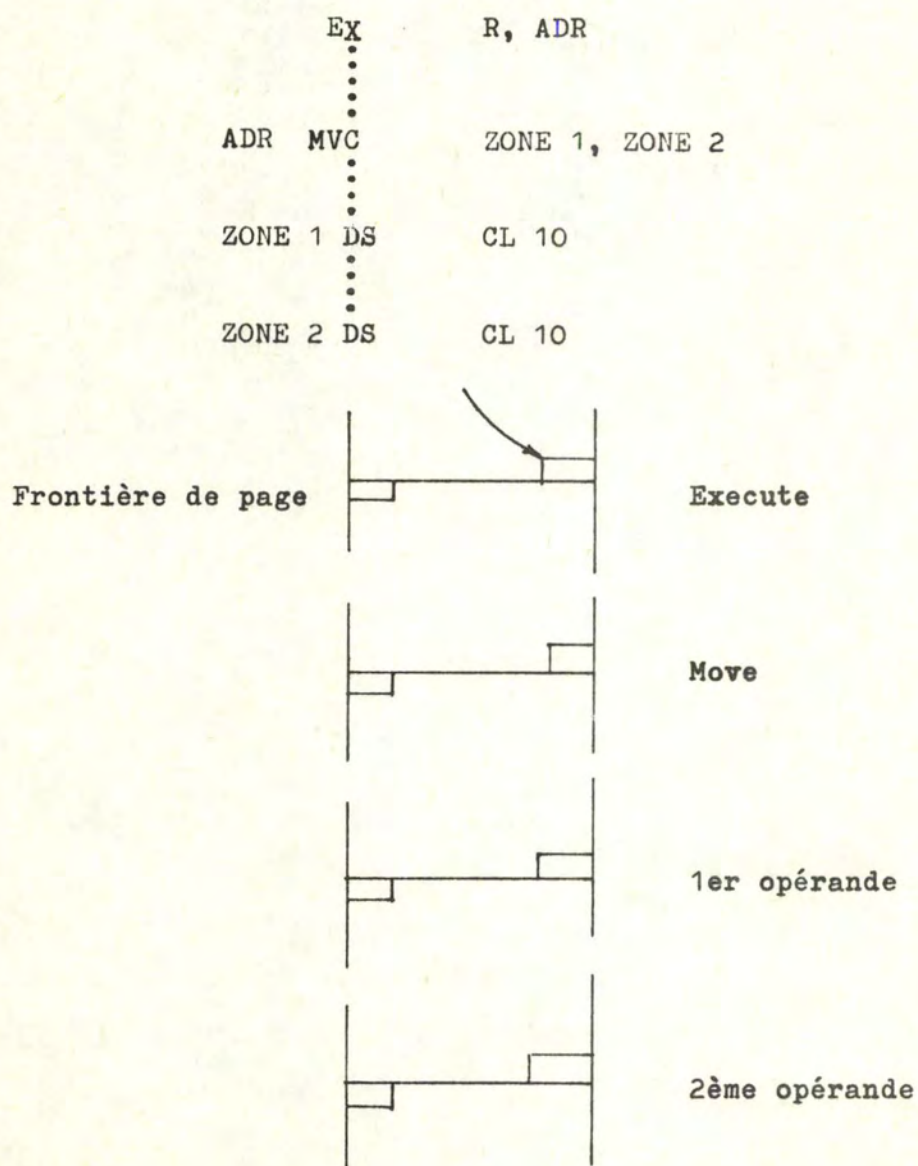 EX R, ADR
ADR MVC ZONE 1, ZONE 2
ZONE 1 DS CL 10
ZONE 2 DS CL 10
Frontière de page Execute
Move
1er opérande
2ème opérande